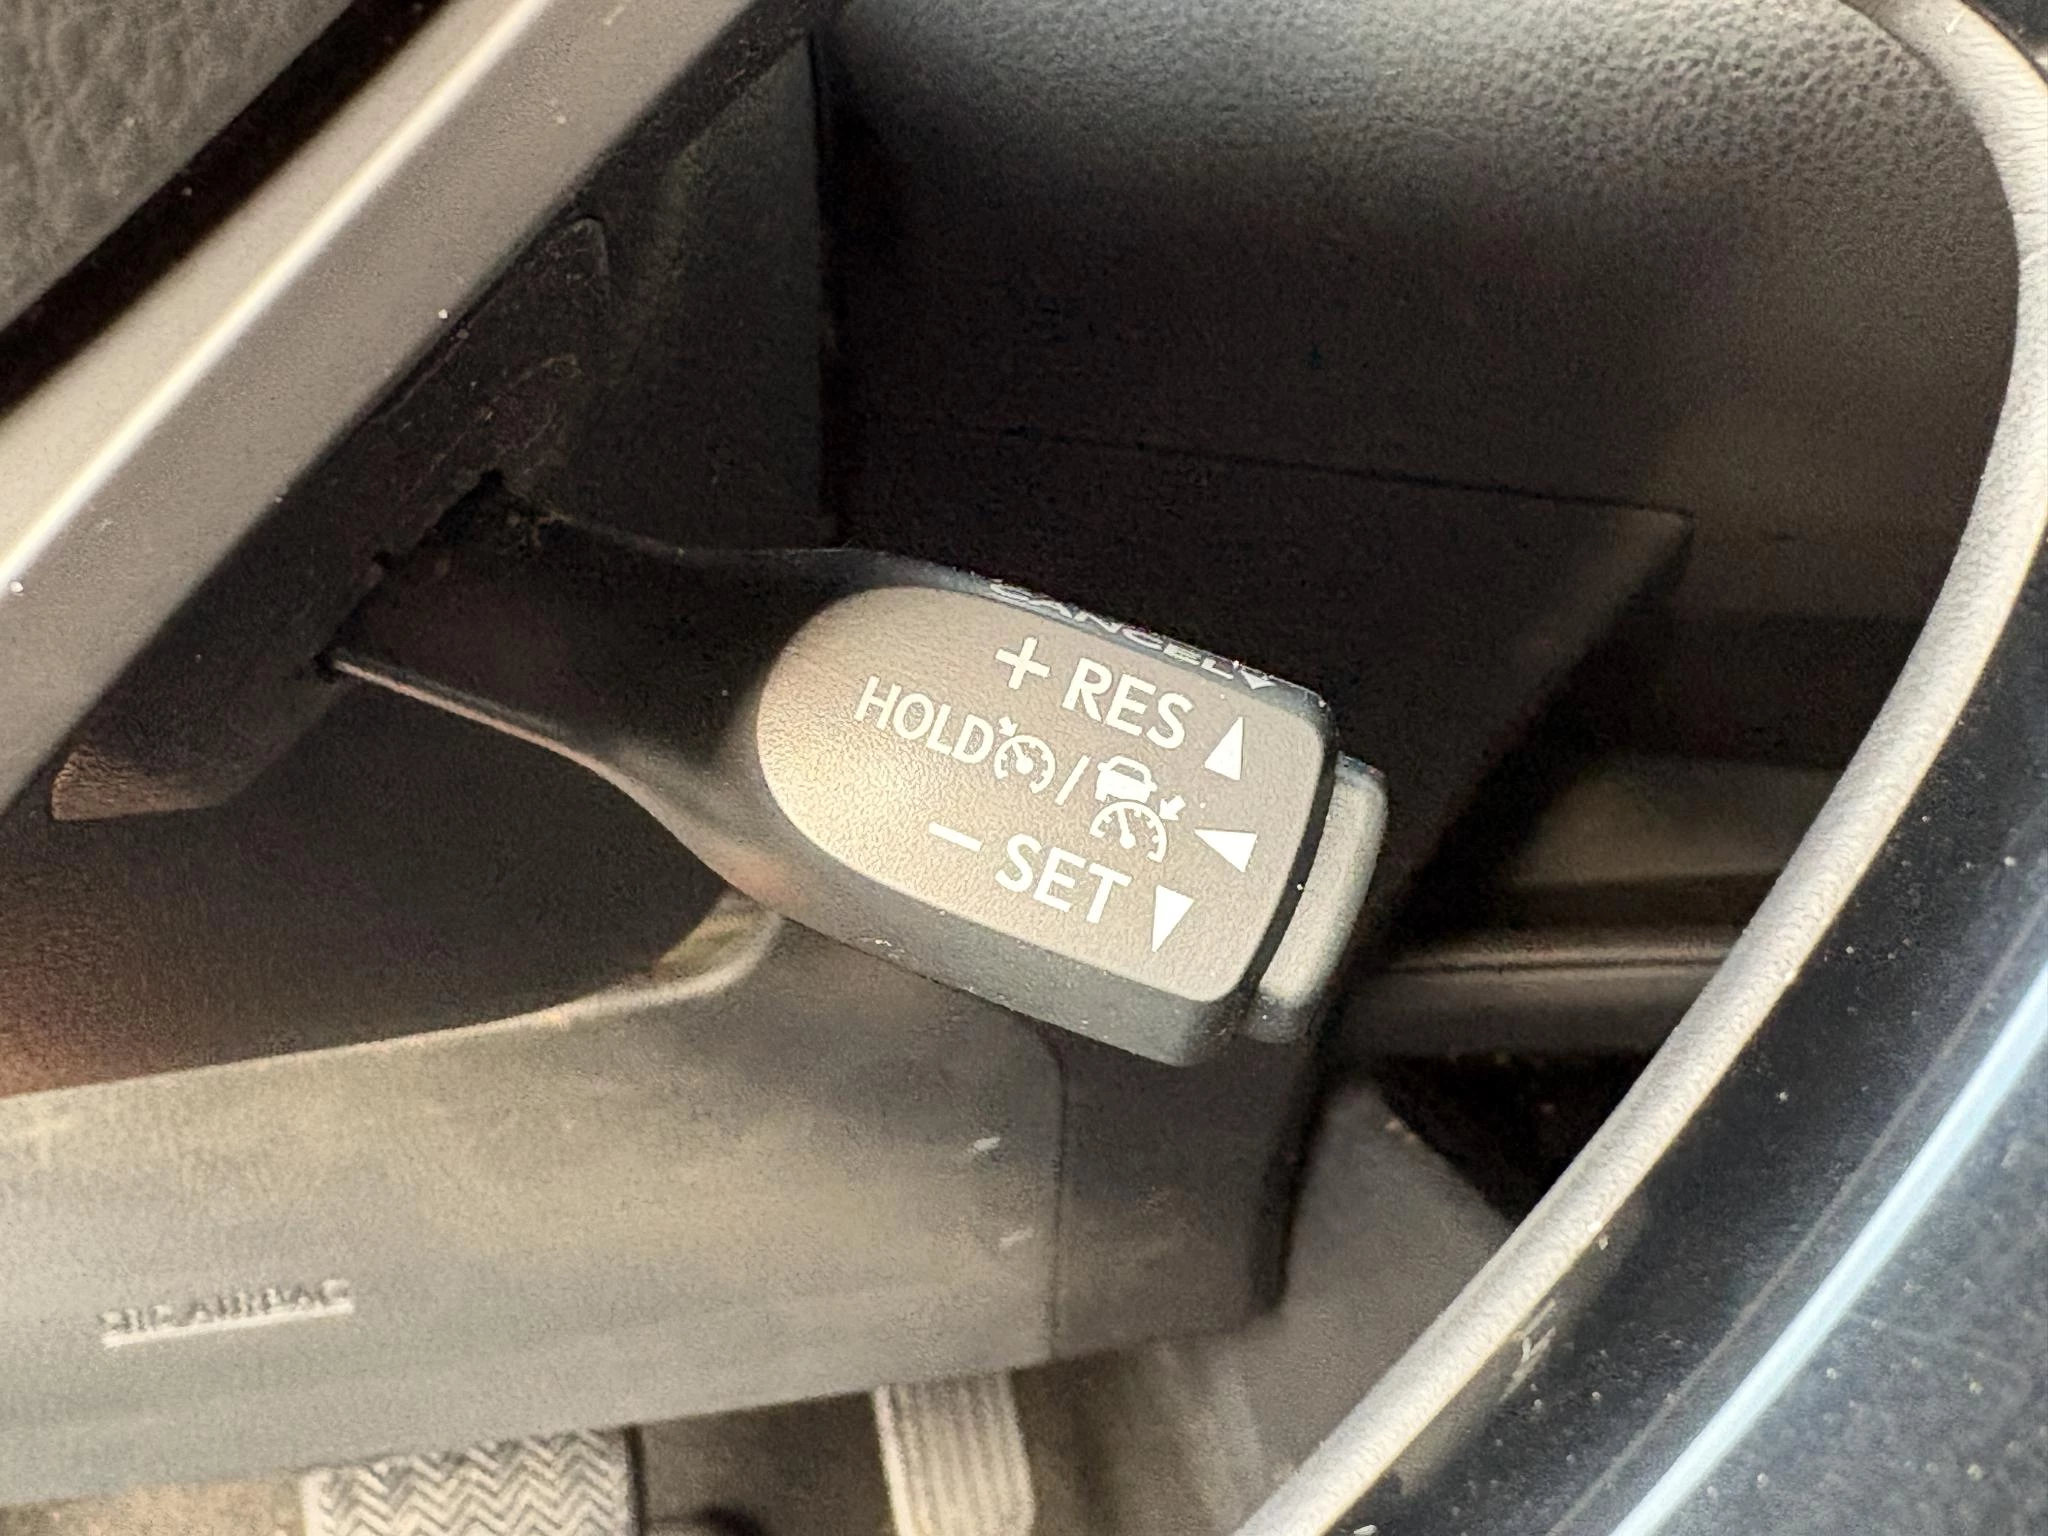 CANCEL
+ RES ▲
HOLD / ◀
− SET ▼